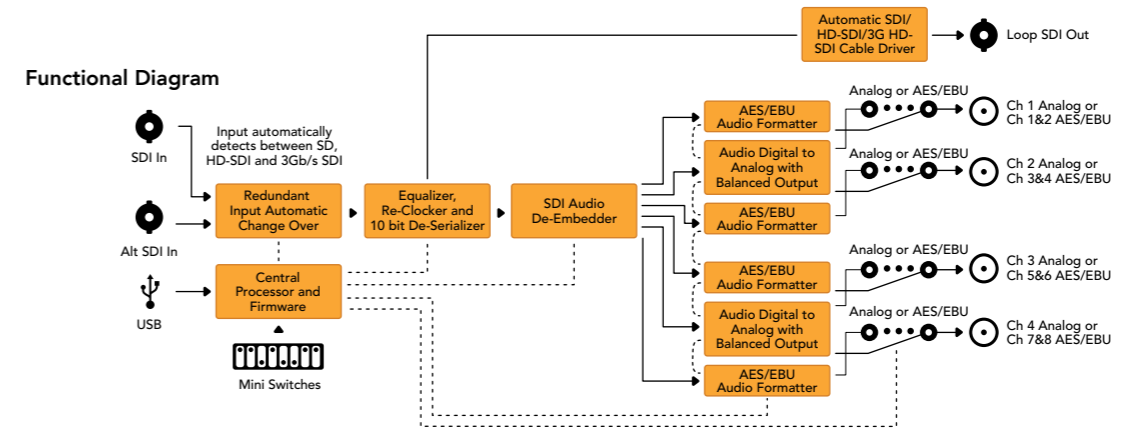 Automatic SDI/
HD-SDI/3G HD-
SDI Cable Driver
Loop SDI Out
Functional Diagram
SDI In
Input automatically
detects between SD,
HD-SDI and 3Gb/s SDI
Alt SDI In
Redundant
Input Automatic
Change Over
Equalizer,
Re-Clocker and
10 bit De-Serializer
SDI Audio
De-Embedder
USB
Central
Processor and
Firmware
Mini Switches
AES/EBU
Audio Formatter
Audio Digital to
Analog with
Balanced Output
AES/EBU
Audio Formatter
AES/EBU
Audio Formatter
Audio Digital to
Analog with
Balanced Output
AES/EBU
Audio Formatter
Analog or AES/EBU
Ch 1 Analog or
Ch 1&2 AES/EBU
Analog or AES/EBU
Ch 2 Analog or
Ch 3&4 AES/EBU
Analog or AES/EBU
Ch 3 Analog or
Ch 5&6 AES/EBU
Analog or AES/EBU
Ch 4 Analog or
Ch 7&8 AES/EBU